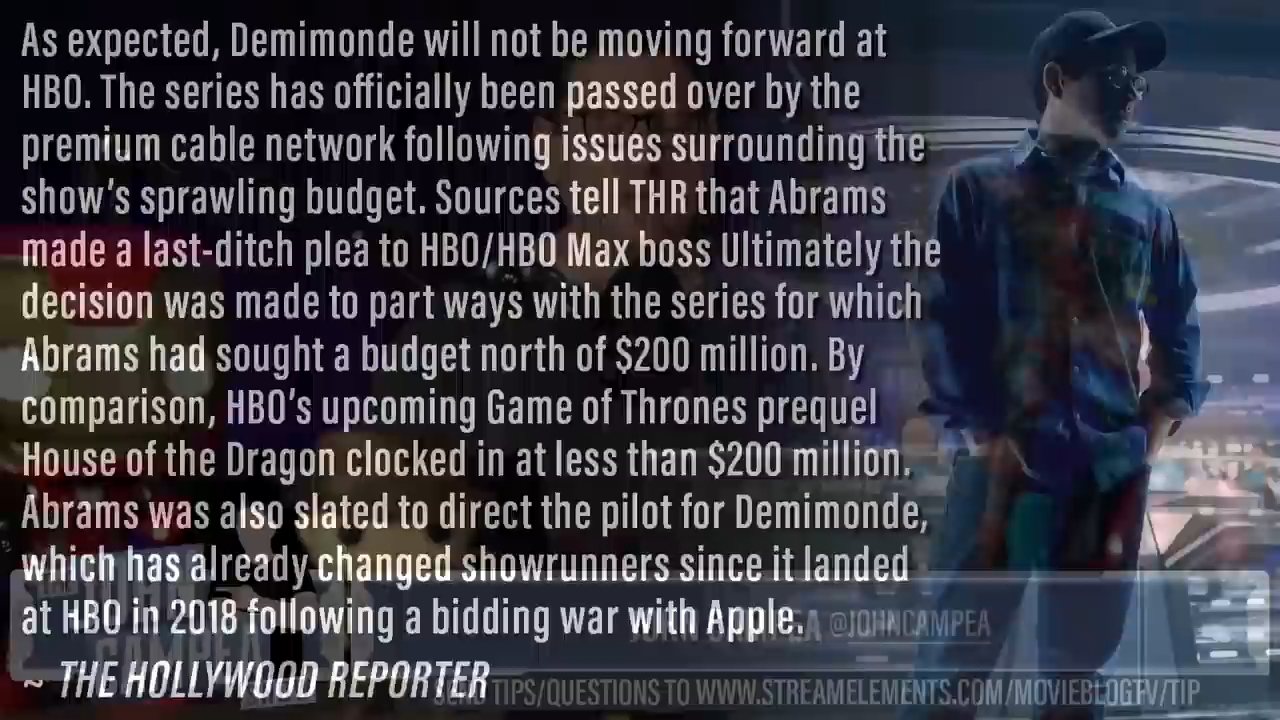 As expected, Demimonde will not be moving forward at
HBO. The series has officially been passed over by the
premium cable network following issues surrounding the
show's sprawling budget. Sources tell THR that Abrams
made a last-ditch plea to HBO/HBO Max boss Ultimately the
decision was made to part ways with the series for which
Abrams had sought a budget north of $200 million. By
comparison, HBO's upcoming Game of Thrones prequel
House of the Dragon clocked in at less than $200 million.
Abrams was also slated to direct the pilot for Demimonde,
which has already changed showrunners since it landed
at HBO in 2018 following a bidding war with Apple.
@JOHNCAMPEA
CAMPEA
~ THE HOLLYWOOD REPORTER
SEND TIPS/QUESTIONS TO WWW.STREAMELEMENTS.COM/MOVIEBLOGTV/TIP